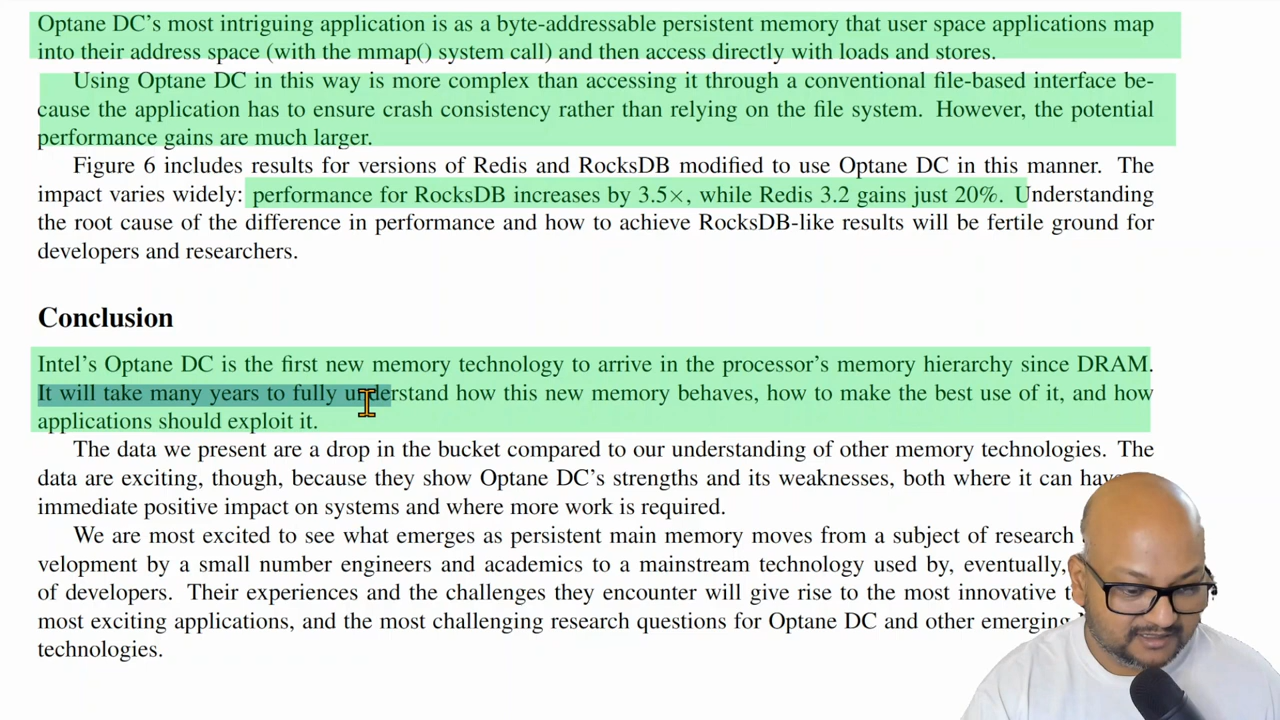 Optane DC's most intriguing application is as a byte-addressable persistent memory that user space applications map
into their address space (with the mmap() system call) and then access directly with loads and stores.
Using Optane DC in this way is more complex than accessing it through a conventional file-based interface be-
cause the application has to ensure crash consistency rather than relying on the file system. However, the potential
performance gains are much larger.
Figure 6 includes results for versions of Redis and RocksDB modified to use Optane DC in this manner. The
impact varies widely: performance for RocksDB increases by 3.5×, while Redis 3.2 gains just 20%. Understanding
the root cause of the difference in performance and how to achieve RocksDB-like results will be fertile ground for
developers and researchers.
Conclusion
Intel's Optane DC is the first new memory technology to arrive in the processor's memory hierarchy since DRAM.
It will take many years to fully understand how this new memory behaves, how to make the best use of it, and how
applications should exploit it.
The data we present are a drop in the bucket compared to our understanding of other memory technologies. The
data are exciting, though, because they show Optane DC's strengths and its weaknesses, both where it can have
immediate positive impact on systems and where more work is required.
We are most excited to see what emerges as persistent main memory moves from a subject of research
velopment by a small number engineers and academics to a mainstream technology used by, eventually,
of developers. Their experiences and the challenges they encounter will give rise to the most innovative
most exciting applications, and the most challenging research questions for Optane DC and other emerging
technologies.